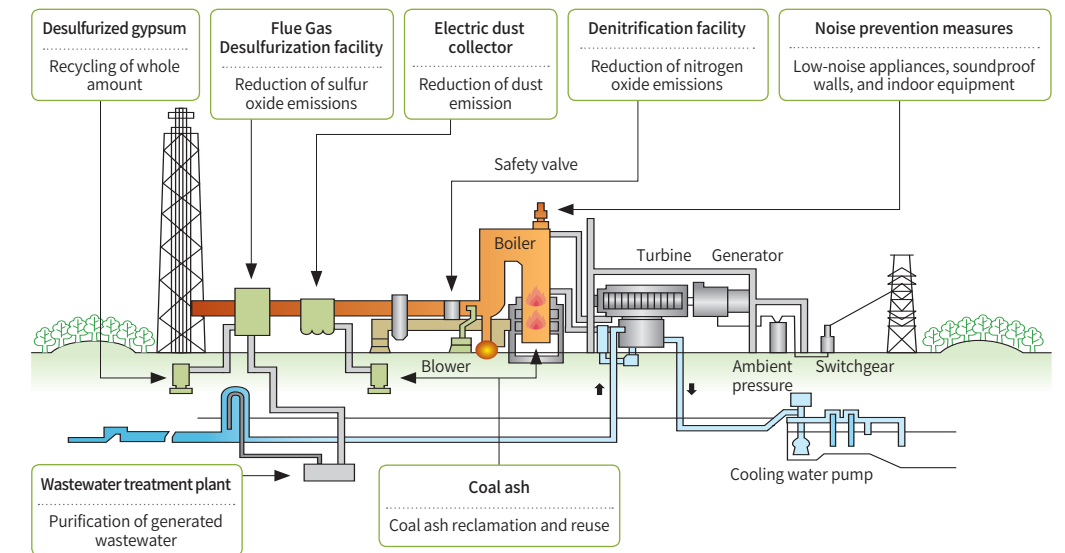 Desulfurized gypsum
Recycling of whole
amount
Flue Gas
Desulfurization facility
Reduction of sulfur
oxide emissions
Electric dust
collector
Reduction of dust
emission
Denitrification facility
Reduction of nitrogen
oxide emissions
Noise prevention measures
Low-noise appliances, soundproof
walls, and indoor equipment
Safety valve
Boiler
Turbine
Generator
Blower
Ambient
pressure
Switchgear
Cooling water pump
Wastewater treatment plant
Purification of generated
wastewater
Coal ash
Coal ash reclamation and reuse